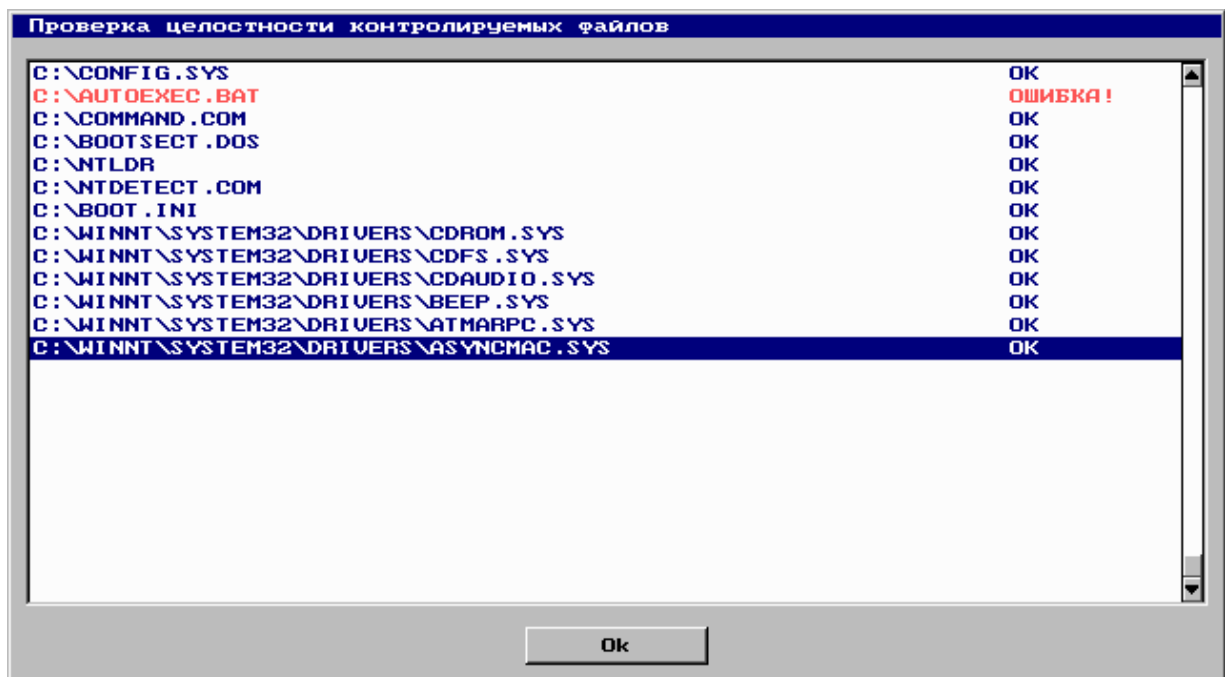 Проверка целостности контролируемых файлов
C:\CONFIG.SYS OK
C:\AUTOEXEC.BAT ОШИБКА!
C:\COMMAND.COM OK
C:\BOOTSECT.DOS OK
C:\NTLDR OK
C:\NTDETECT.COM OK
C:\BOOT.INI OK
C:\WINNT\SYSTEM32\DRIVERS\CDROM.SYS OK
C:\WINNT\SYSTEM32\DRIVERS\CDFS.SYS OK
C:\WINNT\SYSTEM32\DRIVERS\CDAUDIO.SYS OK
C:\WINNT\SYSTEM32\DRIVERS\BEEP.SYS OK
C:\WINNT\SYSTEM32\DRIVERS\ATMARPC.SYS OK
C:\WINNT\SYSTEM32\DRIVERS\ASYNCMAC.SYS OK
Ok